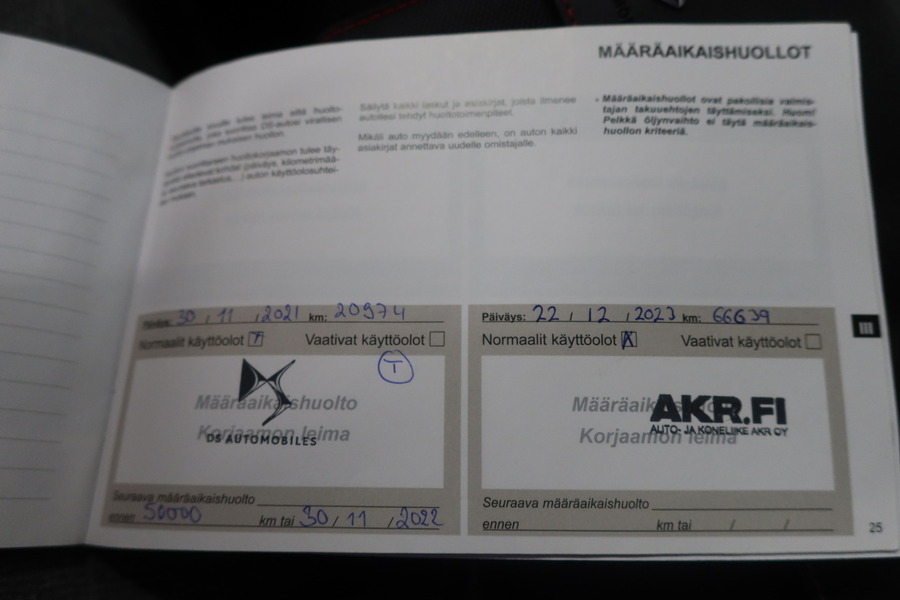 MÄÄRÄAIKAISHUOLLOT
Säilytä kaikki laskut ja asiakirjat, joista ilmenee
autollesi tehdyt huoltotoimenpiteet.
Mikäli auto myydään edelleen, on auton kaikki
asiakirjat annettava uudelle omistajalle.
• Määräaikaishuollot ovat pakollisia valmis-
tajan takuuehtojen täyttämiseksi. Huom!
Pelkkä öljynvaihto ei täytä määräaikais-
huollon kriteeriä.
Päiväys: 30 / 11 / 2021 km: 20974
Normaalit käyttöolot Vaativat käyttöolot
T
Määräaikaishuolto
Korjaamon leima
DS AUTOMOBILES
Seuraava määräaikaishuolto
ennen 50000 km tai 30 / 11 / 2022
Päiväys: 22 / 12 / 2023 km: 66639
Normaalit käyttöolot X Vaativat käyttöolot
AKR.FI
AUTO- JA KONELIIKE AKR OY
Korjaamon leima
Seuraava määräaikaishuolto
ennen km tai / /
III
25